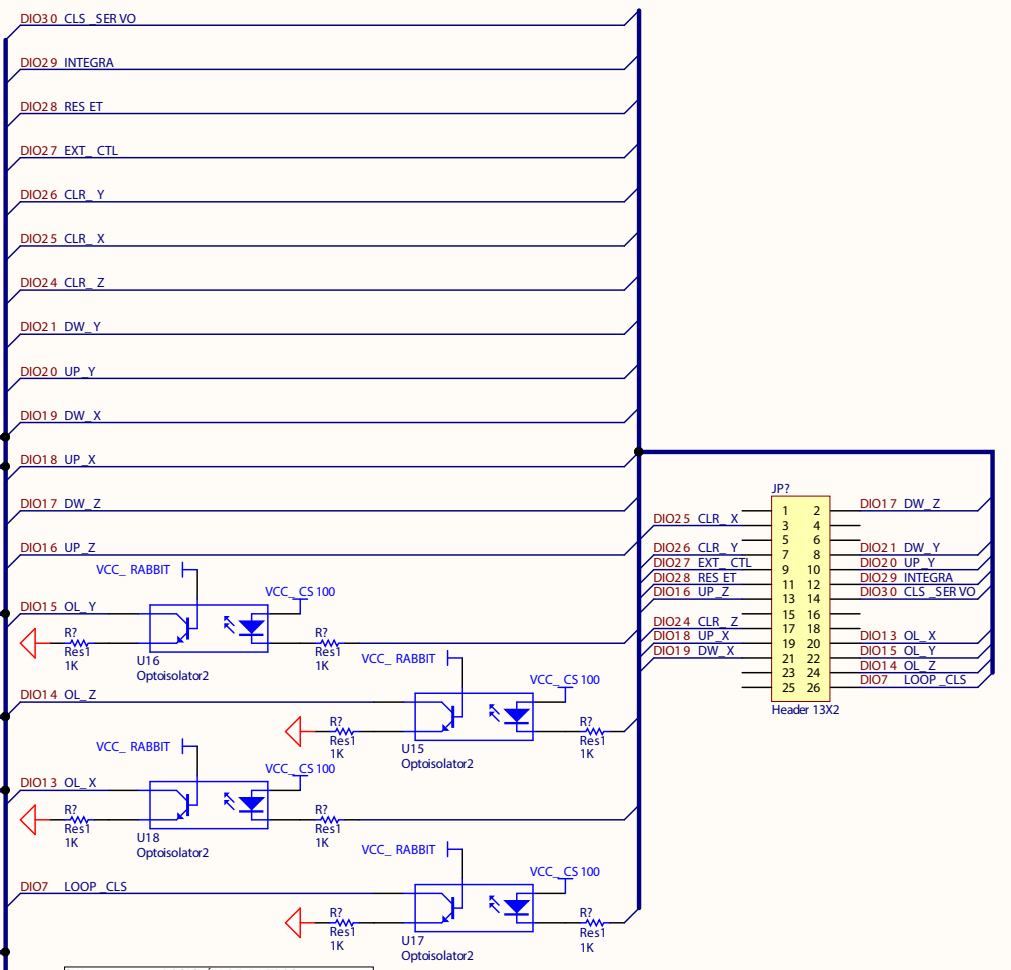 DIO30 CLS_SERVO
DIO29 INTEGRA
DIO28 RESET
DIO27 EXT_CTL
DIO26 CLR_Y
DIO25 CLR_X
DIO24 CLR_Z
DIO21 DW_Y
DIO20 UP_Y
DIO19 DW_X
DIO18 UP_X
DIO17 DW_Z
DIO16 UP_Z
VCC_RABBIT
VCC_CS100
DIO15 OL_Y
R?
Res1
1K
U16
Optoisolator2
R?
Res1
1K
VCC_RABBIT
VCC_CS100
DIO14 OL_Z
R?
Res1
1K
U15
Optoisolator2
R?
Res1
1K
VCC_RABBIT
VCC_CS100
DIO13 OL_X
R?
Res1
1K
U18
Optoisolator2
R?
Res1
1K
VCC_RABBIT
VCC_CS100
DIO7 LOOP_CLS
R?
Res1
1K
U17
Optoisolator2
R?
Res1
1K
JP?
1 2 DIO17 DW_Z
DIO25 CLR_X 3 4
5 6
DIO26 CLR_Y 7 8 DIO21 DW_Y
DIO27 EXT_CTL 9 10 DIO20 UP_Y
DIO28 RESET 11 12 DIO29 INTEGRA
DIO16 UP_Z 13 14 DIO30 CLS_SERVO
15 16
DIO24 CLR_Z 17 18
DIO18 UP_X 19 20 DIO13 OL_X
DIO19 DW_X 21 22 DIO15 OL_Y
23 24 DIO14 OL_Z
25 26 DIO7 LOOP_CLS
Header 13X2